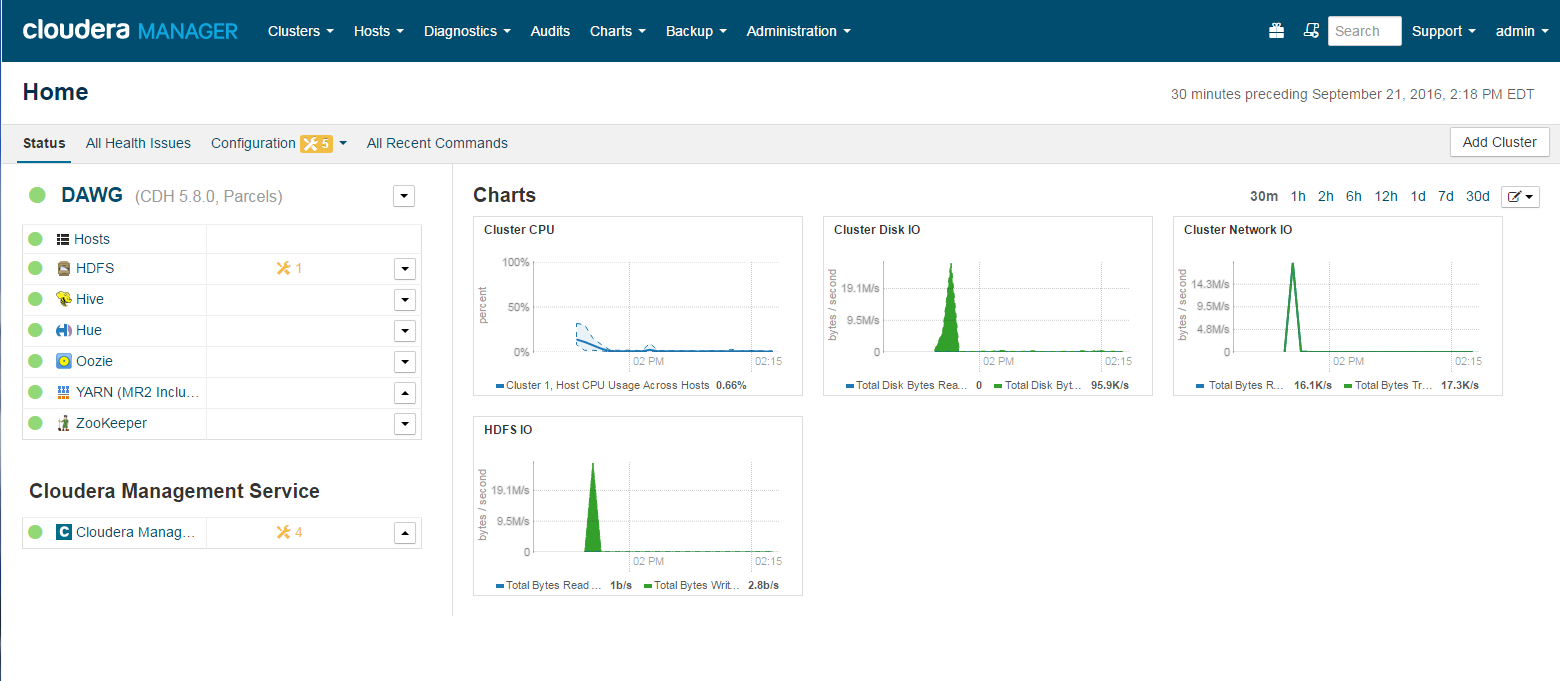 cloudera MANAGER Clusters Hosts Diagnostics Audits Charts Backup Administration Search Support admin
Home
30 minutes preceding September 21, 2016, 2:18 PM EDT
Status All Health Issues Configuration 5 All Recent Commands Add Cluster
DAWG (CDH 5.8.0, Parcels)
Hosts
HDFS 1
Hive
Hue
Oozie
YARN (MR2 Inclu...
ZooKeeper
Cloudera Management Service
C Cloudera Manag... 4
Charts
30m 1h 2h 6h 12h 1d 7d 30d
Cluster CPU
percent
100%
50%
0%
02 PM 02:15
Cluster 1, Host CPU Usage Across Hosts 0.66%
Cluster Disk IO
bytes / second
19.1M/s
9.5M/s
0
02 PM 02:15
Total Disk Bytes Rea... 0 Total Disk Byt... 95.9K/s
Cluster Network IO
bytes / second
14.3M/s
9.5M/s
4.8M/s
0
02 PM 02:15
Total Bytes R... 16.1K/s Total Bytes Tr... 17.3K/s
HDFS IO
bytes / second
19.1M/s
9.5M/s
0
02 PM 02:15
Total Bytes Read ... 1b/s Total Bytes Writ... 2.8b/s